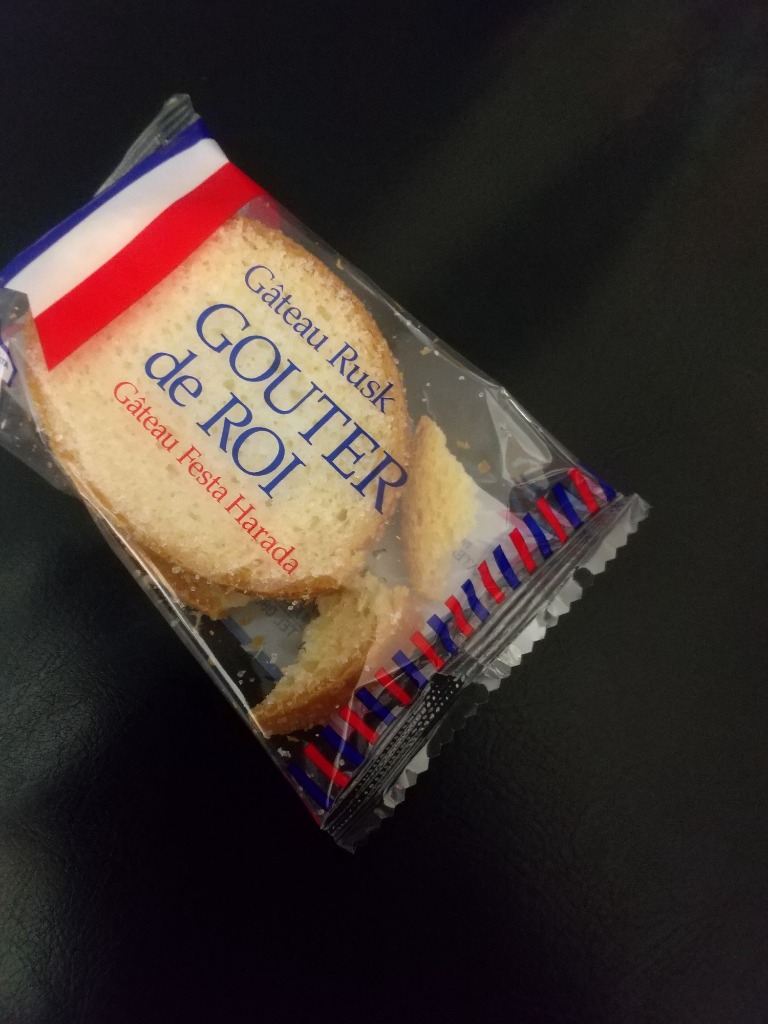 Gâteau Rusk
GOUTER
de ROI
Gâteau Festa Harada